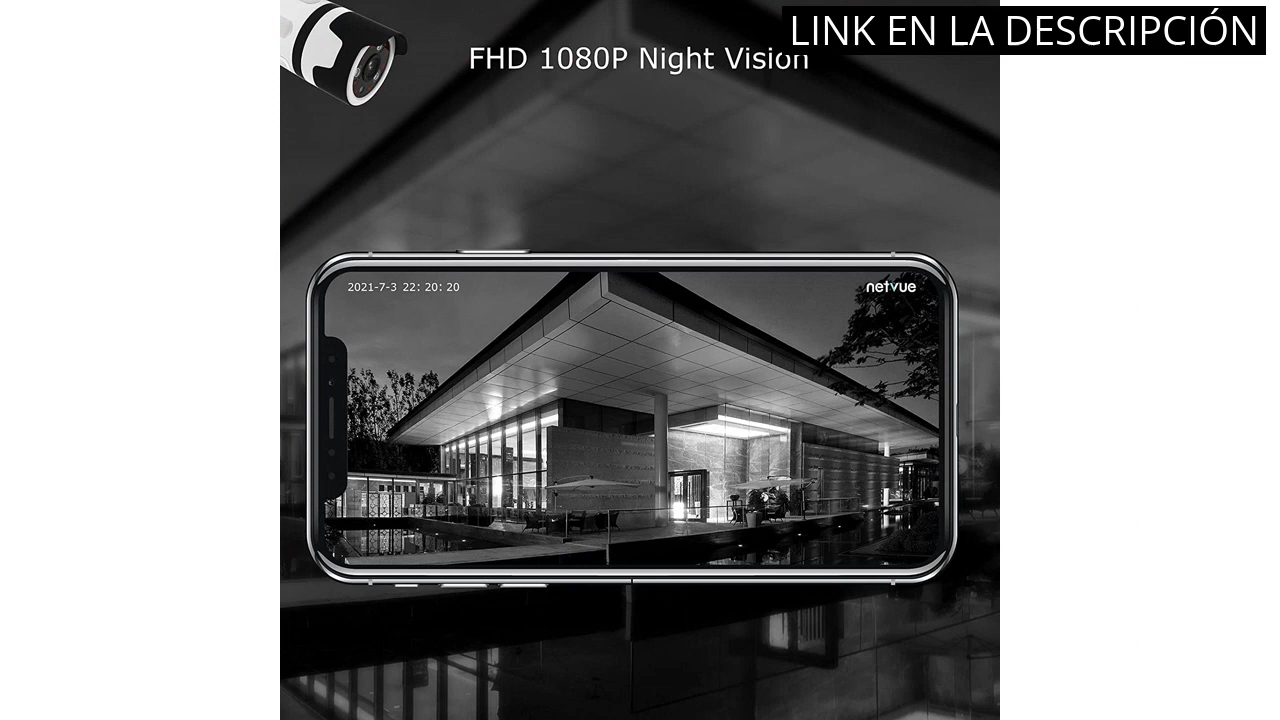 LINK EN LA DESCRIPCIÓN
FHD 1080P Night Vision
2021-7-3 22: 20: 20
netvue